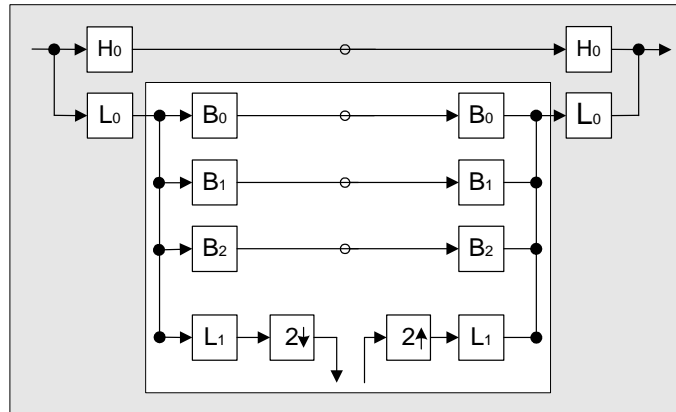 H₀ H₀
L₀ B₀ B₀ L₀
B₁ B₁
B₂ B₂
L₁ 2↓ 2↑ L₁